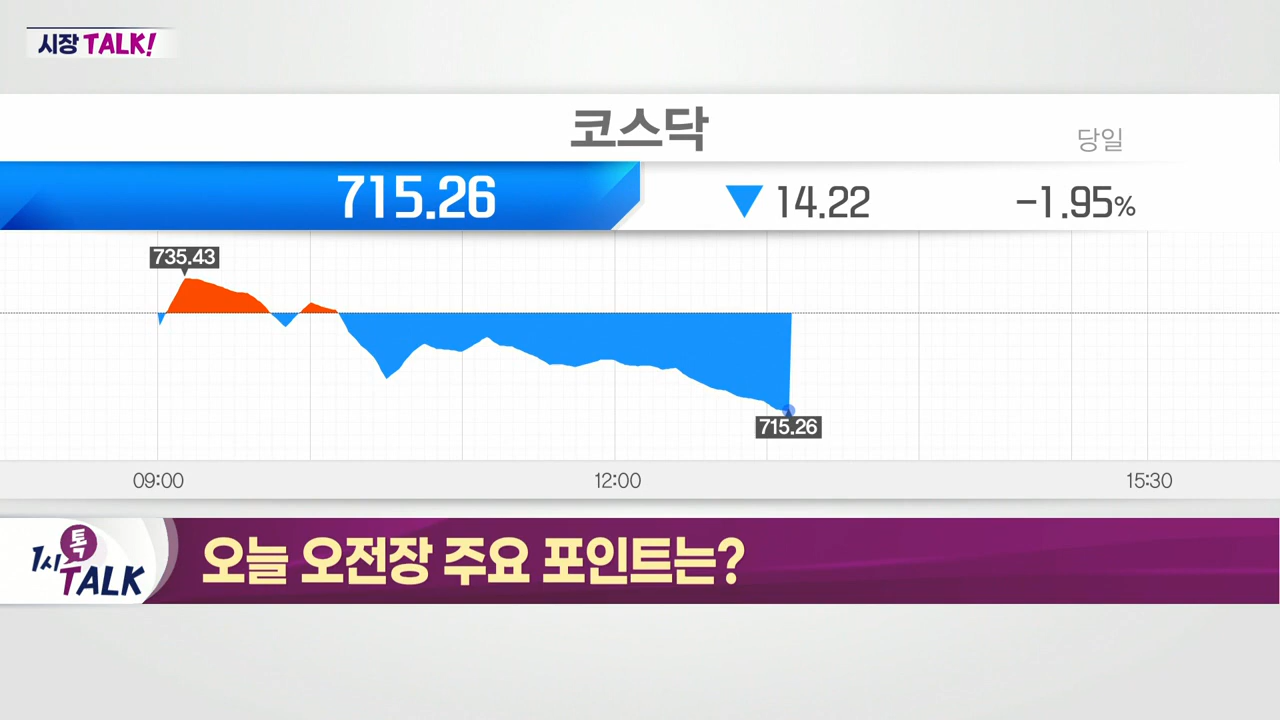 시장 TALK!
코스닥
당일
715.26
▼ 14.22
-1.95%
735.43
715.26
09:00
12:00
15:30
1시 톡 TALK
오늘 오전장 주요 포인트는?